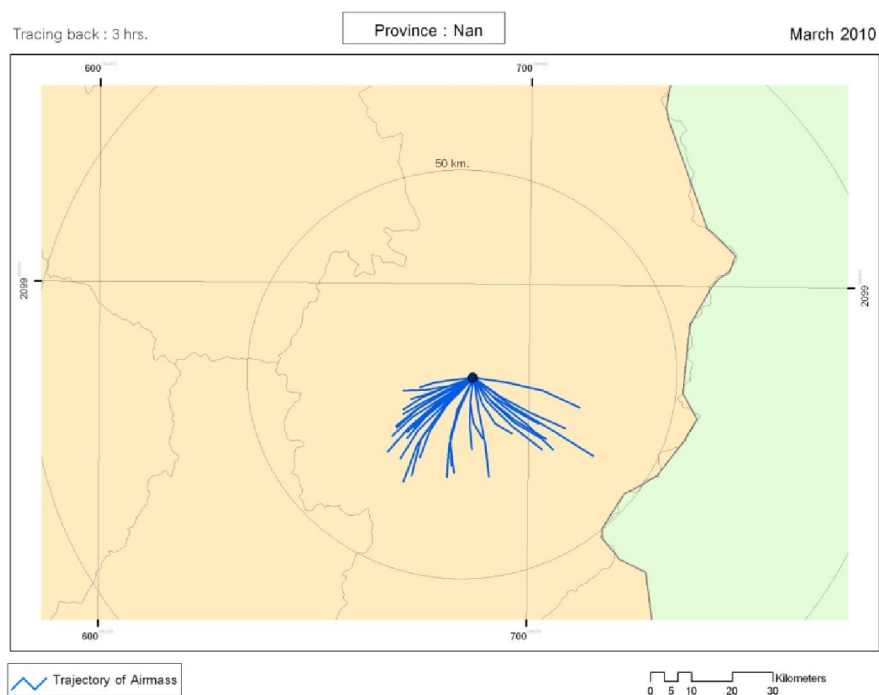 Tracing back : 3 hrs.
Province : Nan
March 2010
600
700
50 km.
2099
2099
600
700
Trajectory of Airmass
Kilometers
0 5 10 20 30